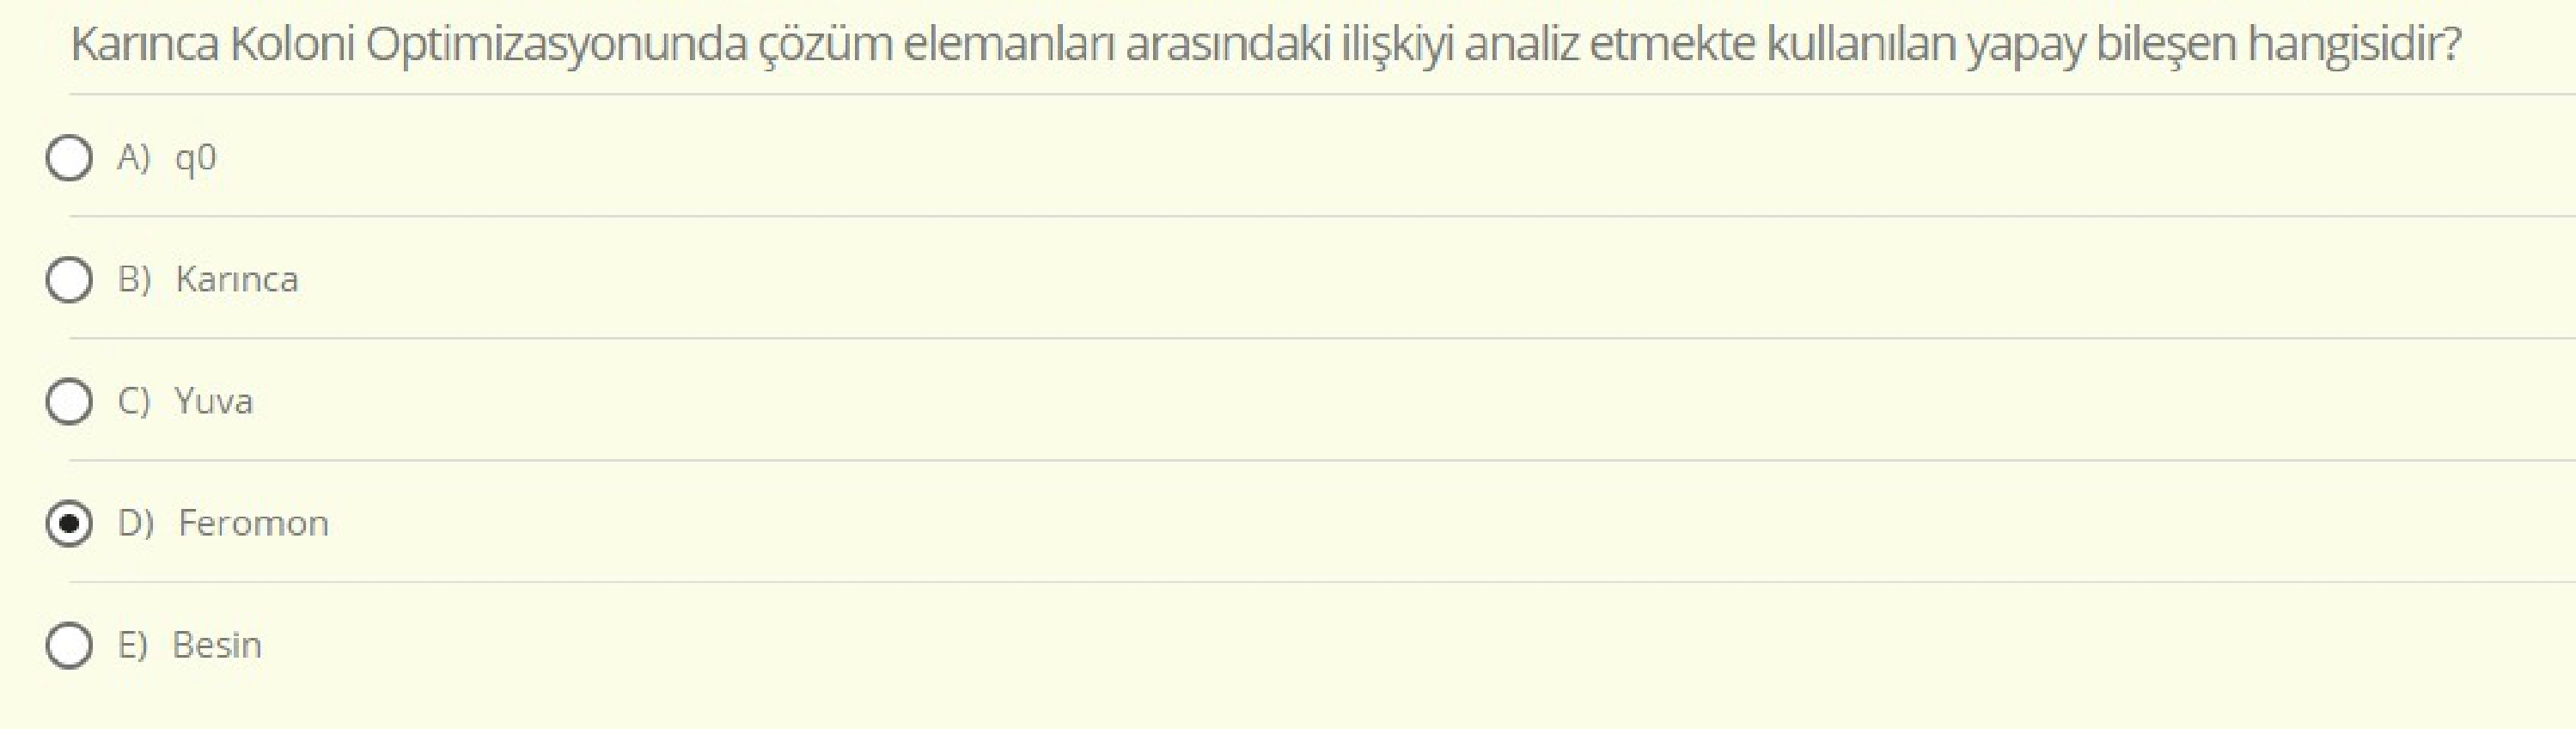 Karınca Koloni Optimizasyonunda çözüm elemanları arasındaki ilişkiyi analiz etmekte kullanılan yapay bileşen hangisidir?
A) q0
B) Karınca
C) Yuva
D) Feromon
E) Besin